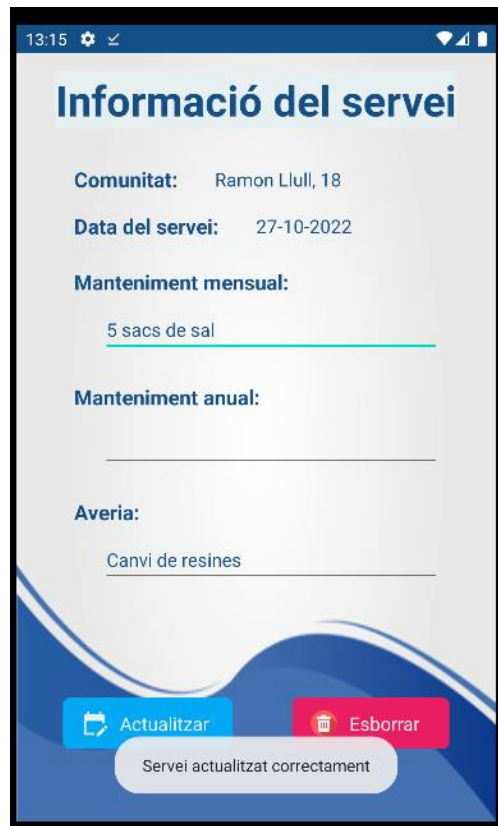 13:15
Informació del servei
Comunitat: Ramon Llull, 18
Data del servei: 27-10-2022
Manteniment mensual:
5 sacs de sal
Manteniment anual:
Averia:
Canvi de resines
Actualitzar Esborrar
Servei actualitzat correctament